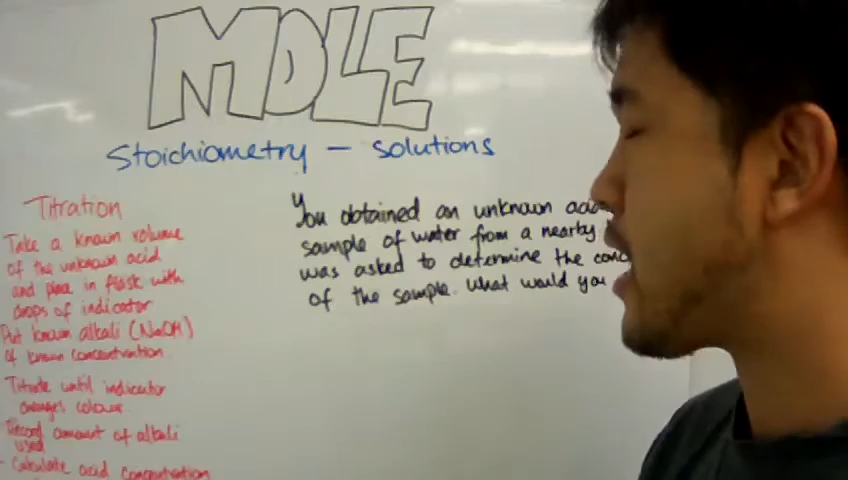 MOLE
Stoichiometry - solutions
Titration
Take a known volume
of the unknown acid
and place in flask with
drops of indicator
Put known alkali (NaOH)
of known concentration
Titrate until indicator
changes colour
Record amount of alkali
used
- Calculate acid concentration
You obtained an unknown
sample of water from a nearby
was asked to determine the
of the sample. What would you